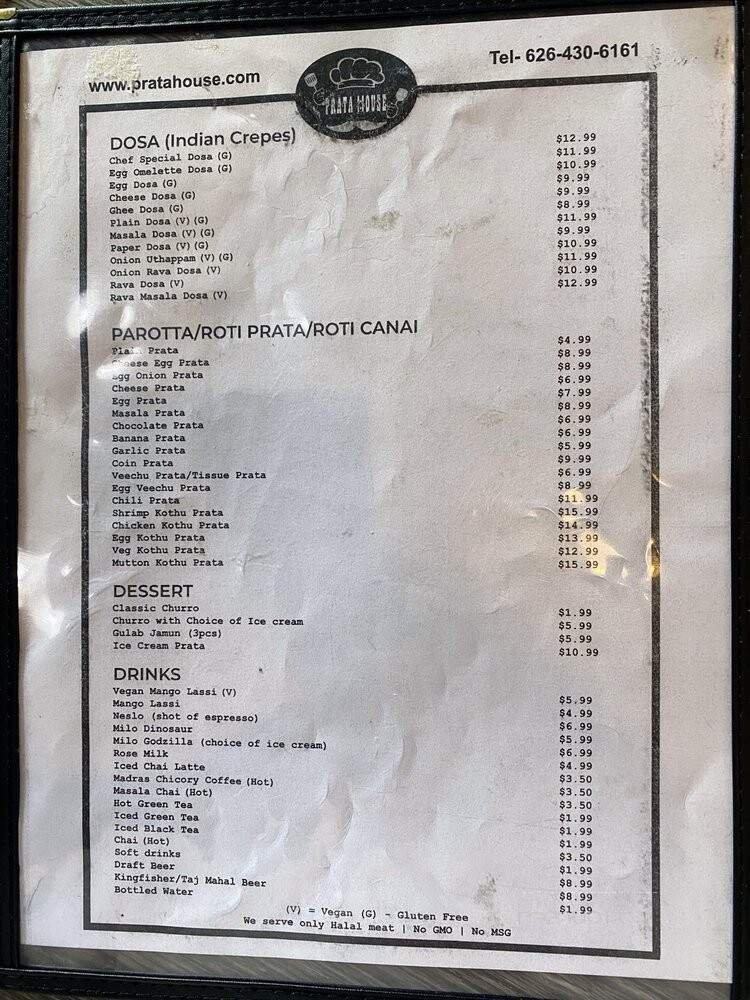 www.pratahouse.com
PRATA HOUSE
Tel- 626-430-6161
DOSA (Indian Crepes)
Chef Special Dosa (G) $12.99
Egg Omelette Dosa (G) $11.99
Egg Dosa (G) $10.99
Cheese Dosa (G) $9.99
Ghee Dosa (G) $9.99
Plain Dosa (V) (G) $8.99
Masala Dosa (V) (G) $11.99
Paper Dosa (V) (G) $9.99
Onion Uthappam (V) (G) $10.99
Onion Rava Dosa (V) $11.99
Rava Dosa (V) $10.99
Rava Masala Dosa (V) $12.99
PAROTTA/ROTI PRATA/ROTI CANAI
Plain Prata $4.99
Cheese Egg Prata $8.99
Egg Onion Prata $8.99
Cheese Prata $6.99
Egg Prata $7.99
Masala Prata $8.99
Chocolate Prata $6.99
Banana Prata $6.99
Garlic Prata $5.99
Coin Prata $9.99
Veechu Prata/Tissue Prata $6.99
Egg Veechu Prata $8.99
Chili Prata $11.99
Shrimp Kothu Prata $15.99
Chicken Kothu Prata $14.99
Egg Kothu Prata $13.99
Veg Kothu Prata $12.99
Mutton Kothu Prata $15.99
DESSERT
Classic Churro $1.99
Churro with Choice of Ice cream $5.99
Gulab Jamun (3pcs) $5.99
Ice Cream Prata $10.99
DRINKS
Vegan Mango Lassi (V) $5.99
Mango Lassi $4.99
Neslo (shot of espresso) $6.99
Milo Dinosaur $5.99
Milo Godzilla (choice of ice cream) $6.99
Rose Milk $4.99
Iced Chai Latte $3.50
Madras Chicory Coffee (Hot) $3.50
Masala Chai (Hot) $3.50
Hot Green Tea $1.99
Iced Green Tea $1.99
Iced Black Tea $1.99
Chai (Hot) $3.50
Soft drinks $1.99
Draft Beer $8.99
Kingfisher/Taj Mahal Beer $8.99
Bottled Water $1.99
(V) = Vegan (G) - Gluten Free
We serve only Halal meat | No GMO | No MSG